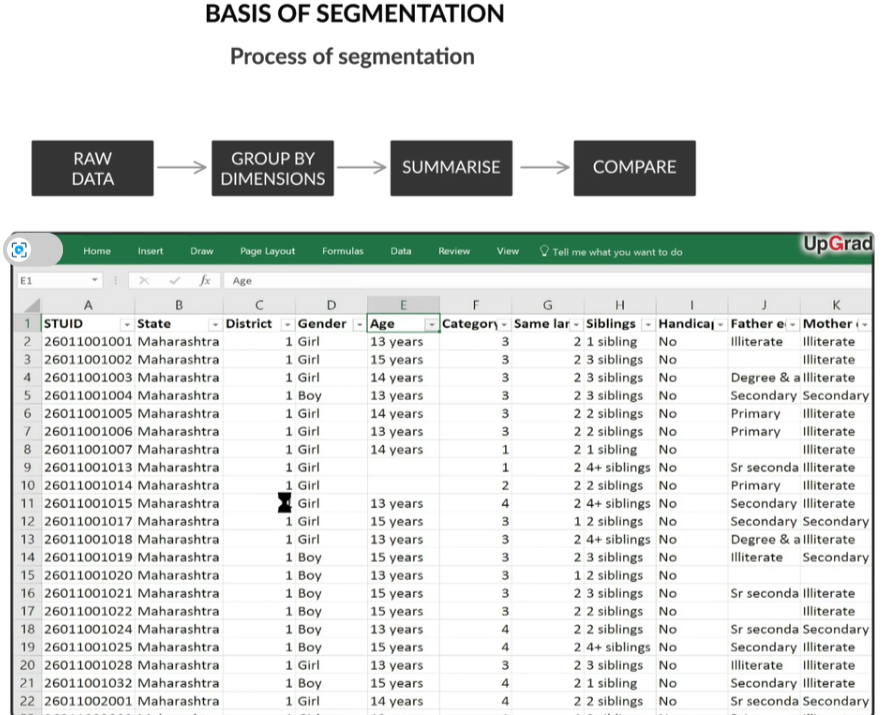 BASIS OF SEGMENTATION
Process of segmentation
RAW DATA
GROUP BY DIMENSIONS
SUMMARISE
COMPARE
UpGrad
Home Insert Draw Page Layout Formulas Data Review View Tell me what you want to do
E1 fx Age
A B C D E F G H I J K
1 STUID State District Gender Age Category Same lar Siblings Handicap Father e Mother
2 26011001001 Maharashtra 1 Girl 13 years 3 2 1 sibling No Illiterate Illiterate
3 26011001002 Maharashtra 1 Girl 15 years 3 2 3 siblings No Illiterate
4 26011001003 Maharashtra 1 Girl 14 years 3 2 3 siblings No Degree & a Illiterate
5 26011001004 Maharashtra 1 Boy 13 years 3 2 3 siblings No Secondary Secondary
6 26011001005 Maharashtra 1 Girl 14 years 3 2 2 siblings No Primary Illiterate
7 26011001006 Maharashtra 1 Girl 13 years 3 2 2 siblings No Primary Illiterate
8 26011001007 Maharashtra 1 Girl 14 years 1 2 1 sibling No Illiterate
9 26011001013 Maharashtra 1 Girl 1 2 4+ siblings No Sr seconda Illiterate
10 26011001014 Maharashtra 1 Girl 2 2 2 siblings No Primary Illiterate
11 26011001015 Maharashtra Girl 13 years 4 2 4+ siblings No Secondary Illiterate
12 26011001017 Maharashtra 1 Girl 15 years 3 1 2 siblings No Secondary Secondary
13 26011001018 Maharashtra 1 Girl 13 years 3 2 4+ siblings No Degree & a Illiterate
14 26011001019 Maharashtra 1 Boy 15 years 3 2 3 siblings No Illiterate Secondary
15 26011001020 Maharashtra 1 Boy 13 years 3 1 2 siblings No
16 26011001021 Maharashtra 1 Boy 15 years 3 2 3 siblings No Sr seconda Illiterate
17 26011001022 Maharashtra 1 Boy 15 years 3 2 2 siblings No Illiterate
18 26011001024 Maharashtra 1 Boy 13 years 4 2 2 siblings No Sr seconda Secondary
19 26011001025 Maharashtra 1 Boy 15 years 4 2 4+ siblings No Secondary Illiterate
20 26011001028 Maharashtra 1 Girl 13 years 3 2 3 siblings No Illiterate Illiterate
21 26011001032 Maharashtra 1 Boy 15 years 4 2 1 sibling No Secondary Illiterate
22 26011002001 Maharashtra 1 Girl 14 years 4 2 2 siblings No Sr seconda Secondary